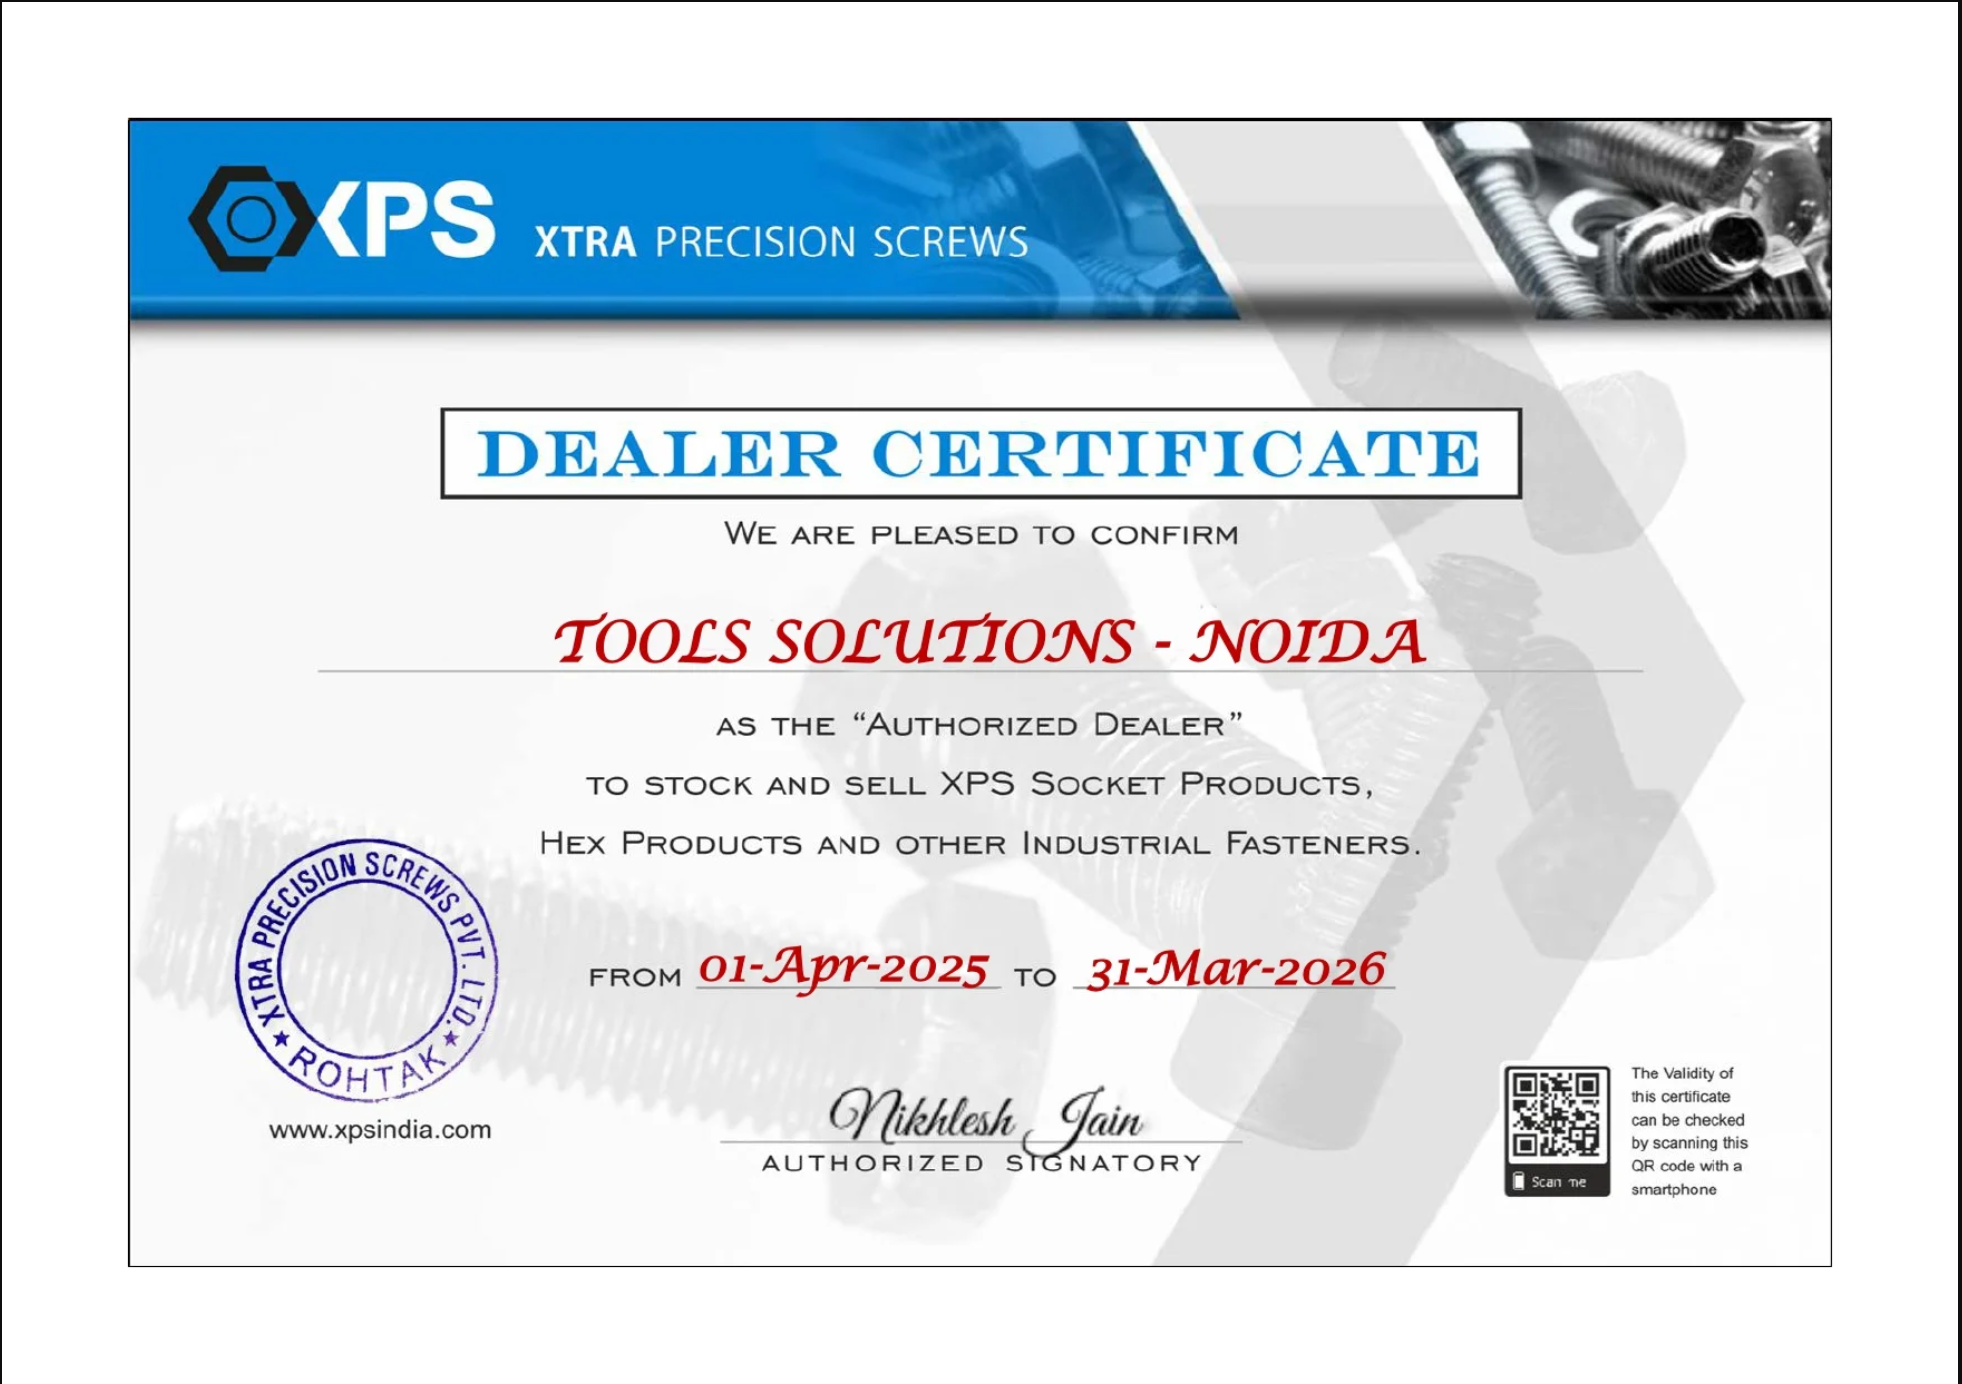 XPS XTRA PRECISION SCREWS
DEALER CERTIFICATE
WE ARE PLEASED TO CONFIRM
TOOLS SOLUTIONS - NOIDA
AS THE “AUTHORIZED DEALER”
TO STOCK AND SELL XPS SOCKET PRODUCTS,
HEX PRODUCTS AND OTHER INDUSTRIAL FASTENERS.
FROM 01-Apr-2025 TO 31-Mar-2026
XTRA PRECISION SCREWS PVT. LTD.
★ ROHTAK ★
www.xpsindia.com
Nikhlesh Jain
AUTHORIZED SIGNATORY
Scan me
The Validity of
this certificate
can be checked
by scanning this
QR code with a
smartphone